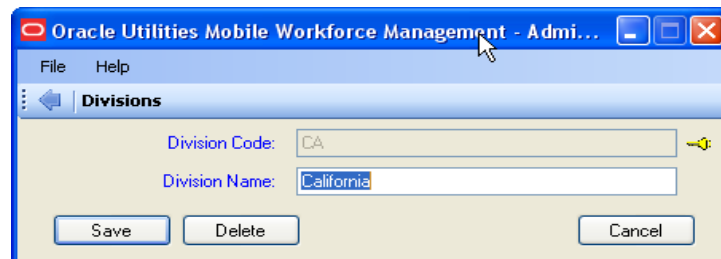 Oracle Utilities Mobile Workforce Management - Admi...
File Help
Divisions
Division Code: CA
Division Name: California
Save Delete Cancel